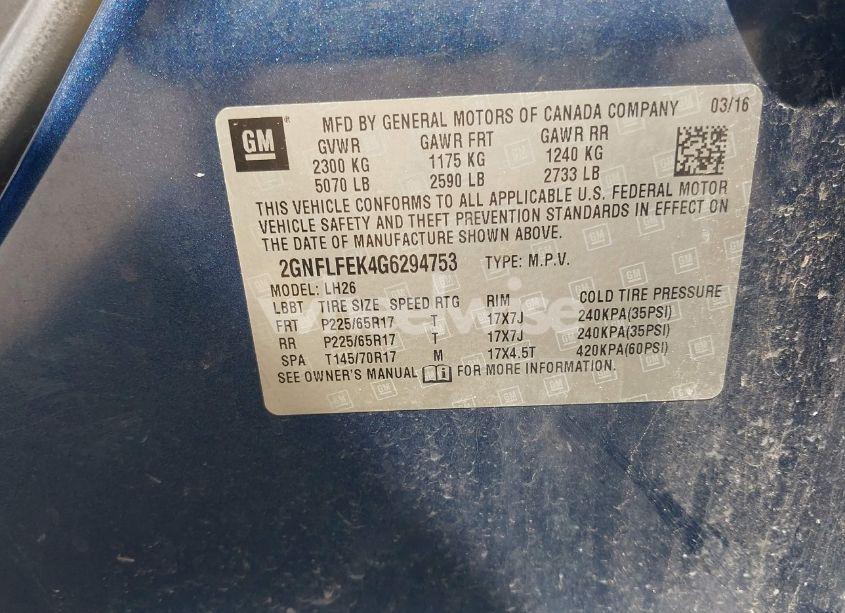 MFD BY GENERAL MOTORS OF CANADA COMPANY 03/16
GM
GVWR GAWR FRT GAWR RR
2300 KG 1175 KG 1240 KG
5070 LB 2590 LB 2733 LB
THIS VEHICLE CONFORMS TO ALL APPLICABLE U.S. FEDERAL MOTOR
VEHICLE SAFETY AND THEFT PREVENTION STANDARDS IN EFFECT ON
THE DATE OF MANUFACTURE SHOWN ABOVE.
2GNFLFEK4G6294753 TYPE: M.P.V.
MODEL: LH26
LBBT TIRE SIZE SPEED RTG RIM COLD TIRE PRESSURE
FRT P225/65R17 T 17X7J 240KPA(35PSI)
RR P225/65R17 T 17X7J 240KPA(35PSI)
SPA T145/70R17 M 17X4.5T 420KPA(60PSI)
SEE OWNER'S MANUAL FOR MORE INFORMATION.